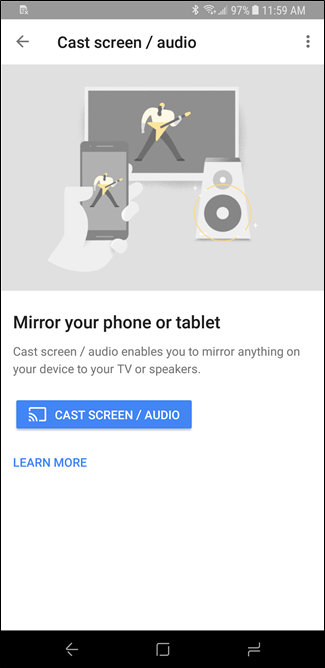 97% 11:59 AM
Cast screen / audio
Mirror your phone or tablet
Cast screen / audio enables you to mirror anything on
your device to your TV or speakers.
CAST SCREEN / AUDIO
LEARN MORE